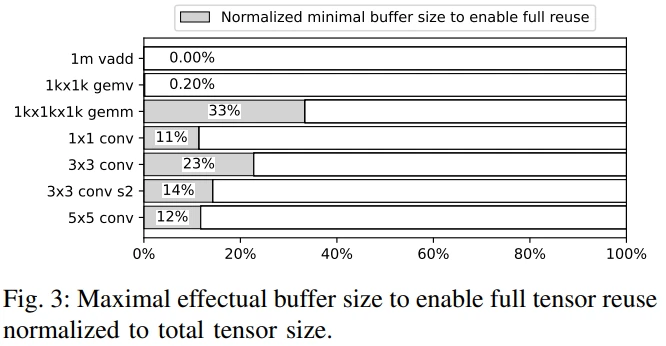 Normalized minimal buffer size to enable full reuse
1m vadd 0.00%
1kx1k gemv 0.20%
1kx1kx1k gemm 33%
1x1 conv 11%
3x3 conv 23%
3x3 conv s2 14%
5x5 conv 12%
0% 20% 40% 60% 80% 100%
Fig. 3: Maximal effectual buffer size to enable full tensor reuse
normalized to total tensor size.